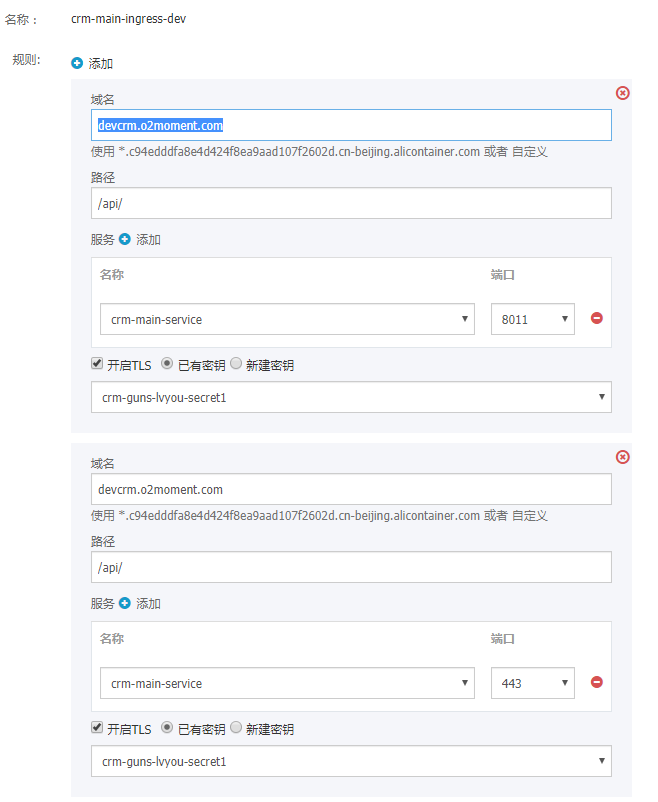 名称： crm-main-ingress-dev
规则: 添加
域名
devcrm.o2moment.com
使用 *.c94edddfa8e4d424f8ea9aad107f2602d.cn-beijing.alicontainer.com 或者 自定义
路径
/api/
服务 添加
名称 端口
crm-main-service 8011
开启TLS 已有密钥 新建密钥
crm-guns-lvyou-secret1
域名
devcrm.o2moment.com
使用 *.c94edddfa8e4d424f8ea9aad107f2602d.cn-beijing.alicontainer.com 或者 自定义
路径
/api/
服务 添加
名称 端口
crm-main-service 443
开启TLS 已有密钥 新建密钥
crm-guns-lvyou-secret1